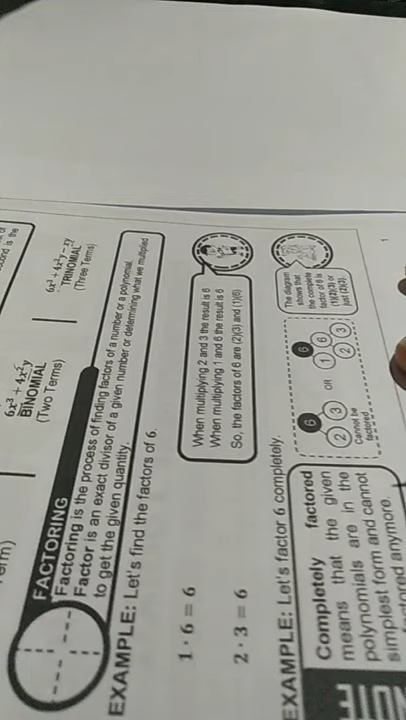 erm)
6x³ + 4x²y
BINOMIAL
(Two Terms)
TRINOMIAL
(Three Terms)
FACTORING
Factoring is the process of finding factors of a number or a polynomial.
Factor is an exact divisor of a given number or determining what we multiplied
to get the given quantity.
EXAMPLE: Let's find the factors of 6.
1 · 6 = 6
2 · 3 = 6
When multiplying 2 and 3 the result is 6
When multiplying 1 and 6 the result is 6
So, the factors of 6 are (2)(3) and (1)(6)
EXAMPLE: Let's factor 6 completely.
Completely factored
means that the given
polynomials are in the
simplest form and cannot
factored anymore.
6
2 3
Cannot be
factored
OR
6
1 6
2 3
The diagram
shows that
the complete
factor of 6 is
(1)(2)(3) or
just (2)(3).
1